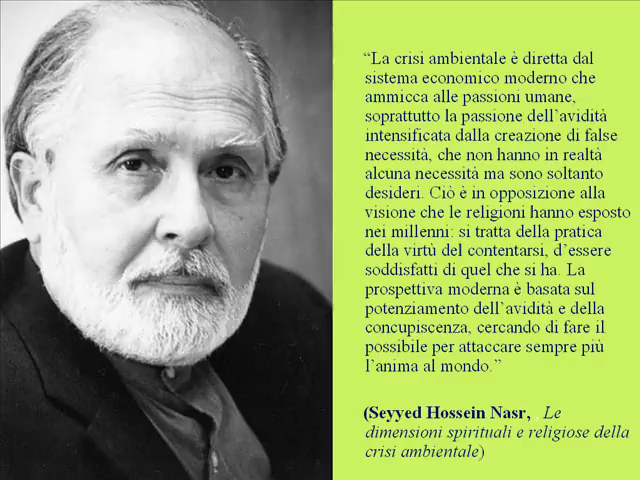 “La crisi ambientale è diretta dal
sistema economico moderno che
ammicca alle passioni umane,
soprattutto la passione dell’avidità
intensificata dalla creazione di false
necessità, che non hanno in realtà
alcuna necessità ma sono soltanto
desideri. Ciò è in opposizione alla
visione che le religioni hanno esposto
nei millenni: si tratta della pratica
della virtù del contentarsi, d’essere
soddisfatti di quel che si ha. La
prospettiva moderna è basata sul
potenziamento dell’avidità e della
concupiscenza, cercando di fare il
possibile per attaccare sempre più
l’anima al mondo.”
(Seyyed Hossein Nasr, Le
dimensioni spirituali e religiose della
crisi ambientale)